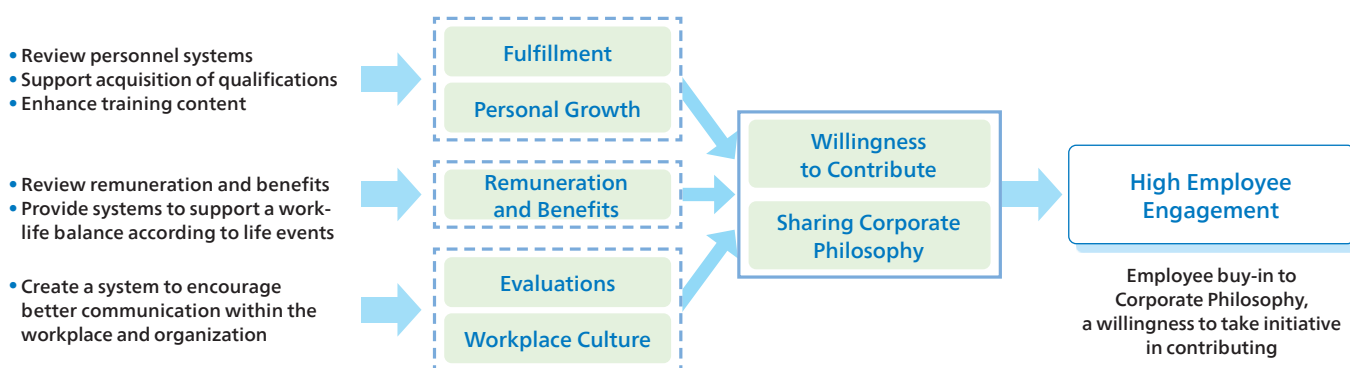 • Review personnel systems
• Support acquisition of qualifications
• Enhance training content
Fulfillment
Personal Growth
• Review remuneration and benefits
• Provide systems to support a work-
life balance according to life events
Remuneration
and Benefits
• Create a system to encourage
better communication within the
workplace and organization
Evaluations
Workplace Culture
Willingness
to Contribute
Sharing Corporate
Philosophy
High Employee
Engagement
Employee buy-in to
Corporate Philosophy,
a willingness to take initiative
in contributing